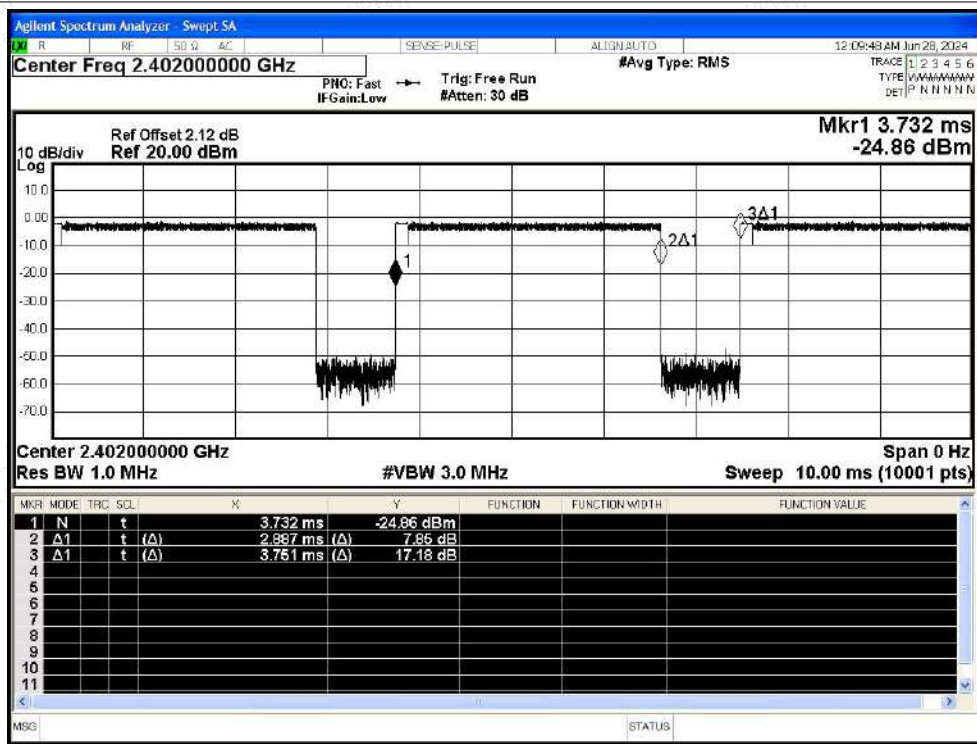 Agilent Spectrum Analyzer - Swept SA
LXI R RF 50 Ω AC SENSE:PULSE ALIGN AUTO 12:09:48 AM Jun 28, 2024
Center Freq 2.402000000 GHz #Avg Type: RMS TRACE 1 2 3 4 5 6
PNO: Fast Trig: Free Run TYPE
IFGain:Low #Atten: 30 dB DET P N N N N N
Mkr1 3.732 ms
-24.86 dBm
Ref Offset 2.12 dB
10 dB/div Ref 20.00 dBm
Log
10.0
0.00
-10.0
-20.0
-30.0
-40.0
-50.0
-60.0
-70.0
1
2Δ1
3Δ1
Center 2.402000000 GHz Span 0 Hz
Res BW 1.0 MHz #VBW 3.0 MHz Sweep 10.00 ms (10001 pts)
MKR MODE TRC SCL X Y FUNCTION FUNCTION WIDTH FUNCTION VALUE
1 N t 3.732 ms -24.86 dBm
2 Δ1 t (Δ) 2.887 ms (Δ) 7.85 dB
3 Δ1 t (Δ) 3.751 ms (Δ) 17.18 dB
4
5
6
7
8
9
10
11
MSG STATUS